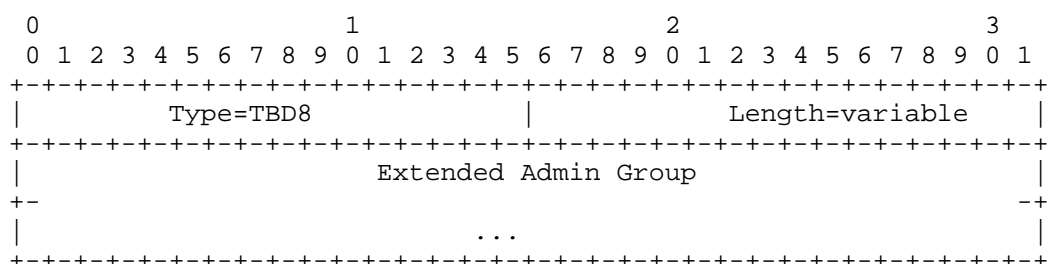 0                   1                   2                   3
 0 1 2 3 4 5 6 7 8 9 0 1 2 3 4 5 6 7 8 9 0 1 2 3 4 5 6 7 8 9 0 1
+-+-+-+-+-+-+-+-+-+-+-+-+-+-+-+-+-+-+-+-+-+-+-+-+-+-+-+-+-+-+-+-+
|         Type=TBD8             |            Length=variable    |
+-+-+-+-+-+-+-+-+-+-+-+-+-+-+-+-+-+-+-+-+-+-+-+-+-+-+-+-+-+-+-+-+
|                      Extended Admin Group                     |
+-                                                             -+
|                            ...                                |
+-+-+-+-+-+-+-+-+-+-+-+-+-+-+-+-+-+-+-+-+-+-+-+-+-+-+-+-+-+-+-+-+